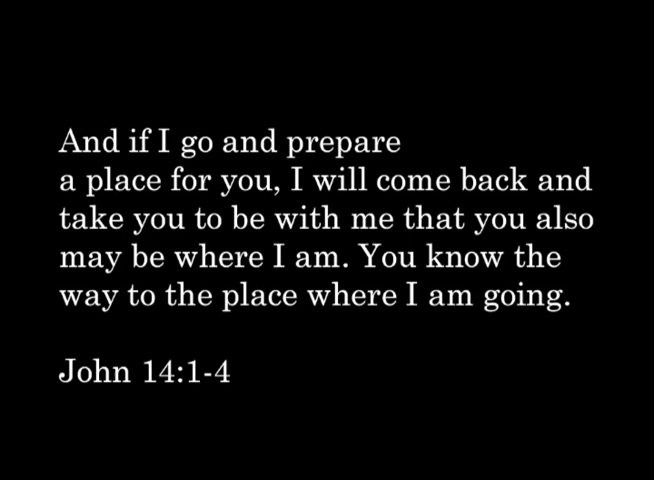 And if I go and prepare
a place for you, I will come back and
take you to be with me that you also
may be where I am. You know the
way to the place where I am going.
John 14:1-4